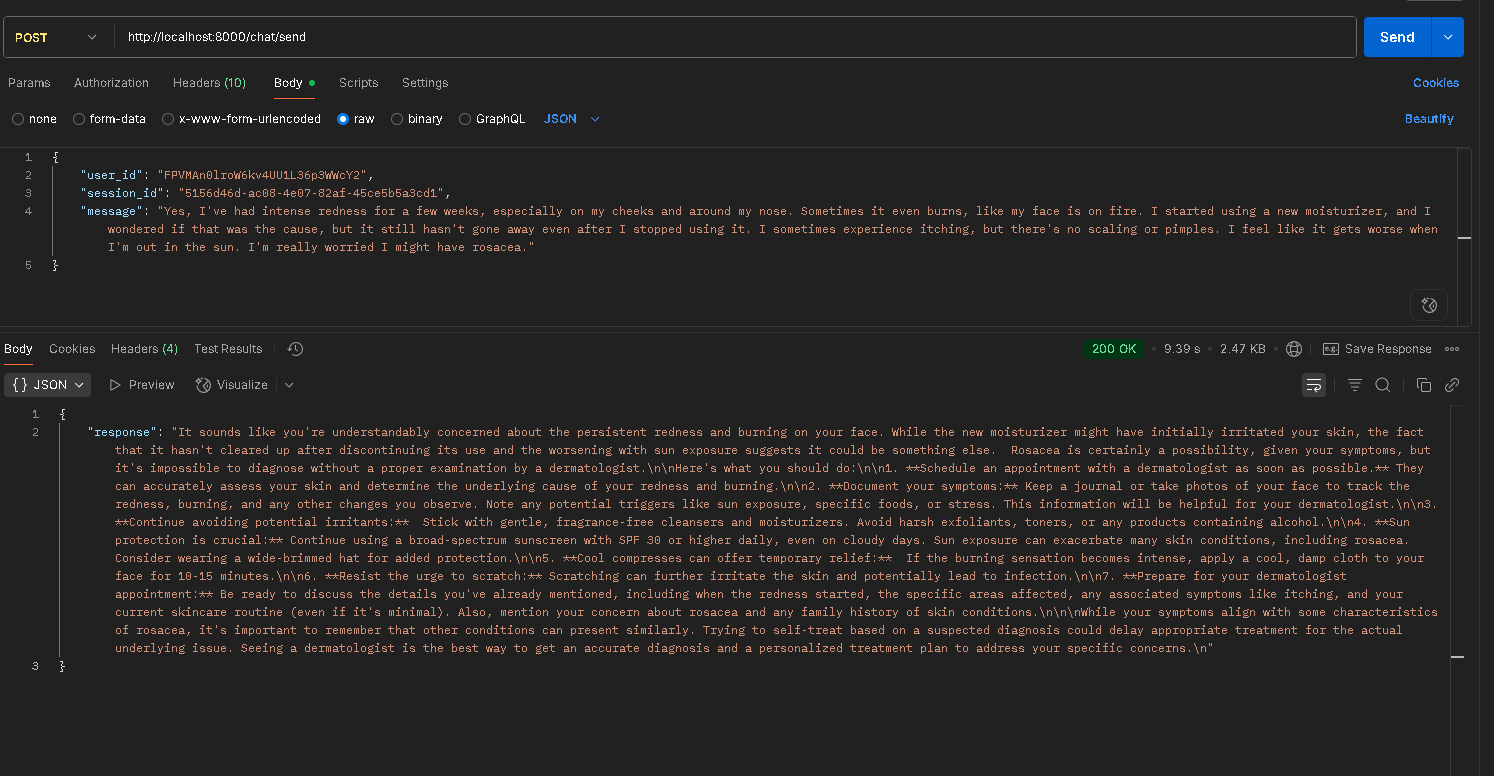 POST
http://localhost:8000/chat/send
Send
Params Authorization Headers (10) Body Scripts Settings Cookies
none form-data x-www-form-urlencoded raw binary GraphQL JSON Beautify
1 {
2 "user_id": "FPVMAn0lroW6kv4UU1L36p3WWcY2",
3 "session_id": "5156d46d-ac08-4e07-82af-45ce5b5a3cd1",
4 "message": "Yes, I've had intense redness for a few weeks, especially on my cheeks and around my nose. Sometimes it even burns, like my face is on fire. I started using a new moisturizer, and I
wondered if that was the cause, but it still hasn't gone away even after I stopped using it. I sometimes experience itching, but there's no scaling or pimples. I feel like it gets worse when
I'm out in the sun. I'm really worried I might have rosacea."
5 }
Body Cookies Headers (4) Test Results 200 OK 9.39 s 2.47 KB e.g. Save Response
{} JSON Preview Visualize
1 {
2 "response": "It sounds like you're understandably concerned about the persistent redness and burning on your face. While the new moisturizer might have initially irritated your skin, the fact
that it hasn't cleared up after discontinuing its use and the worsening with sun exposure suggests it could be something else.  Rosacea is certainly a possibility, given your symptoms, but
it's impossible to diagnose without a proper examination by a dermatologist.\n\nHere's what you should do:\n\n1. **Schedule an appointment with a dermatologist as soon as possible.** They
can accurately assess your skin and determine the underlying cause of your redness and burning.\n\n2. **Document your symptoms:** Keep a journal or take photos of your face to track the
redness, burning, and any other changes you observe. Note any potential triggers like sun exposure, specific foods, or stress. This information will be helpful for your dermatologist.\n\n3.
**Continue avoiding potential irritants:**  Stick with gentle, fragrance-free cleansers and moisturizers. Avoid harsh exfoliants, toners, or any products containing alcohol.\n\n4. **Sun
protection is crucial:** Continue using a broad-spectrum sunscreen with SPF 30 or higher daily, even on cloudy days. Sun exposure can exacerbate many skin conditions, including rosacea.
Consider wearing a wide-brimmed hat for added protection.\n\n5. **Cool compresses can offer temporary relief:**  If the burning sensation becomes intense, apply a cool, damp cloth to your
face for 10-15 minutes.\n\n6. **Resist the urge to scratch:** Scratching can further irritate the skin and potentially lead to infection.\n\n7. **Prepare for your dermatologist
appointment:** Be ready to discuss the details you've already mentioned, including when the redness started, the specific areas affected, any associated symptoms like itching, and your
current skincare routine (even if it's minimal). Also, mention your concern about rosacea and any family history of skin conditions.\n\n\nWhile your symptoms align with some characteristics
of rosacea, it's important to remember that other conditions can present similarly. Trying to self-treat based on a suspected diagnosis could delay appropriate treatment for the actual
underlying issue. Seeing a dermatologist is the best way to get an accurate diagnosis and a personalized treatment plan to address your specific concerns.\n"
3 }